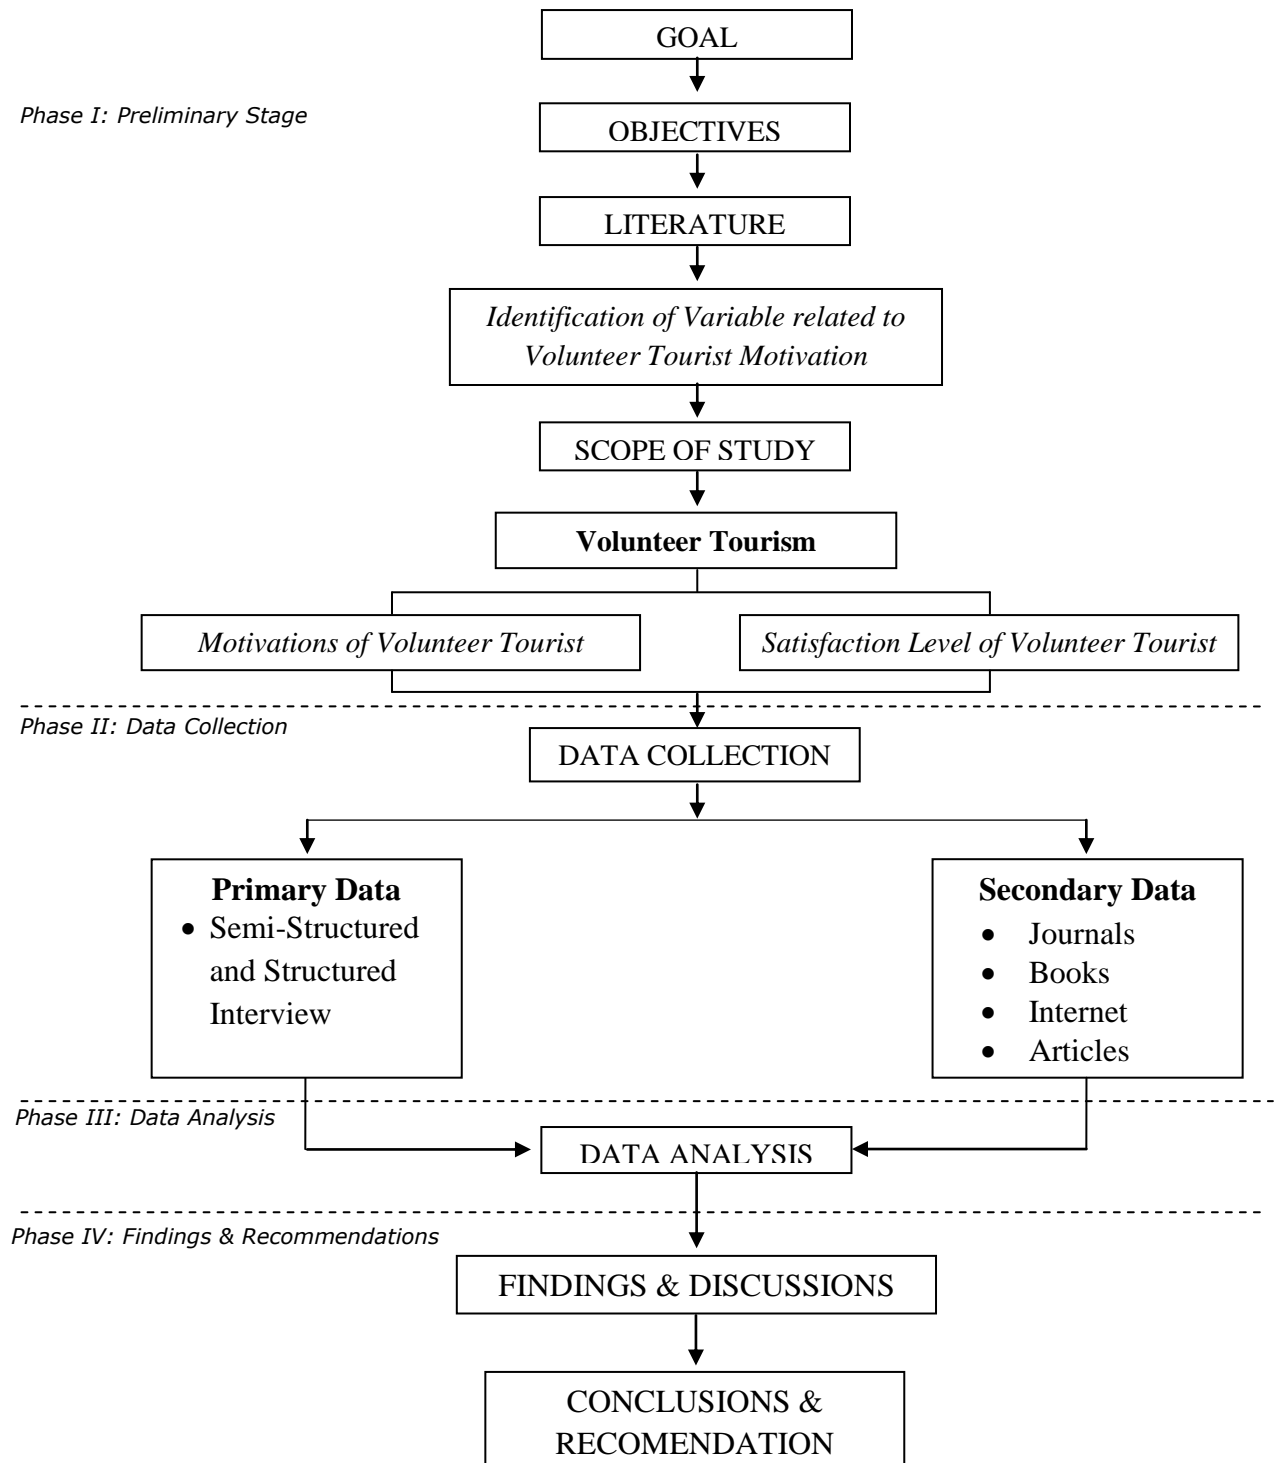 GOAL
Phase I: Preliminary Stage
OBJECTIVES
LITERATURE
Identification of Variable related to
Volunteer Tourist Motivation
SCOPE OF STUDY
Volunteer Tourism
Motivations of Volunteer Tourist
Satisfaction Level of Volunteer Tourist
Phase II: Data Collection
DATA COLLECTION
Primary Data
• Semi-Structured
and Structured
Interview
Secondary Data
• Journals
• Books
• Internet
• Articles
Phase III: Data Analysis
DATA ANALYSIS
Phase IV: Findings & Recommendations
FINDINGS & DISCUSSIONS
CONCLUSIONS &
RECOMENDATION